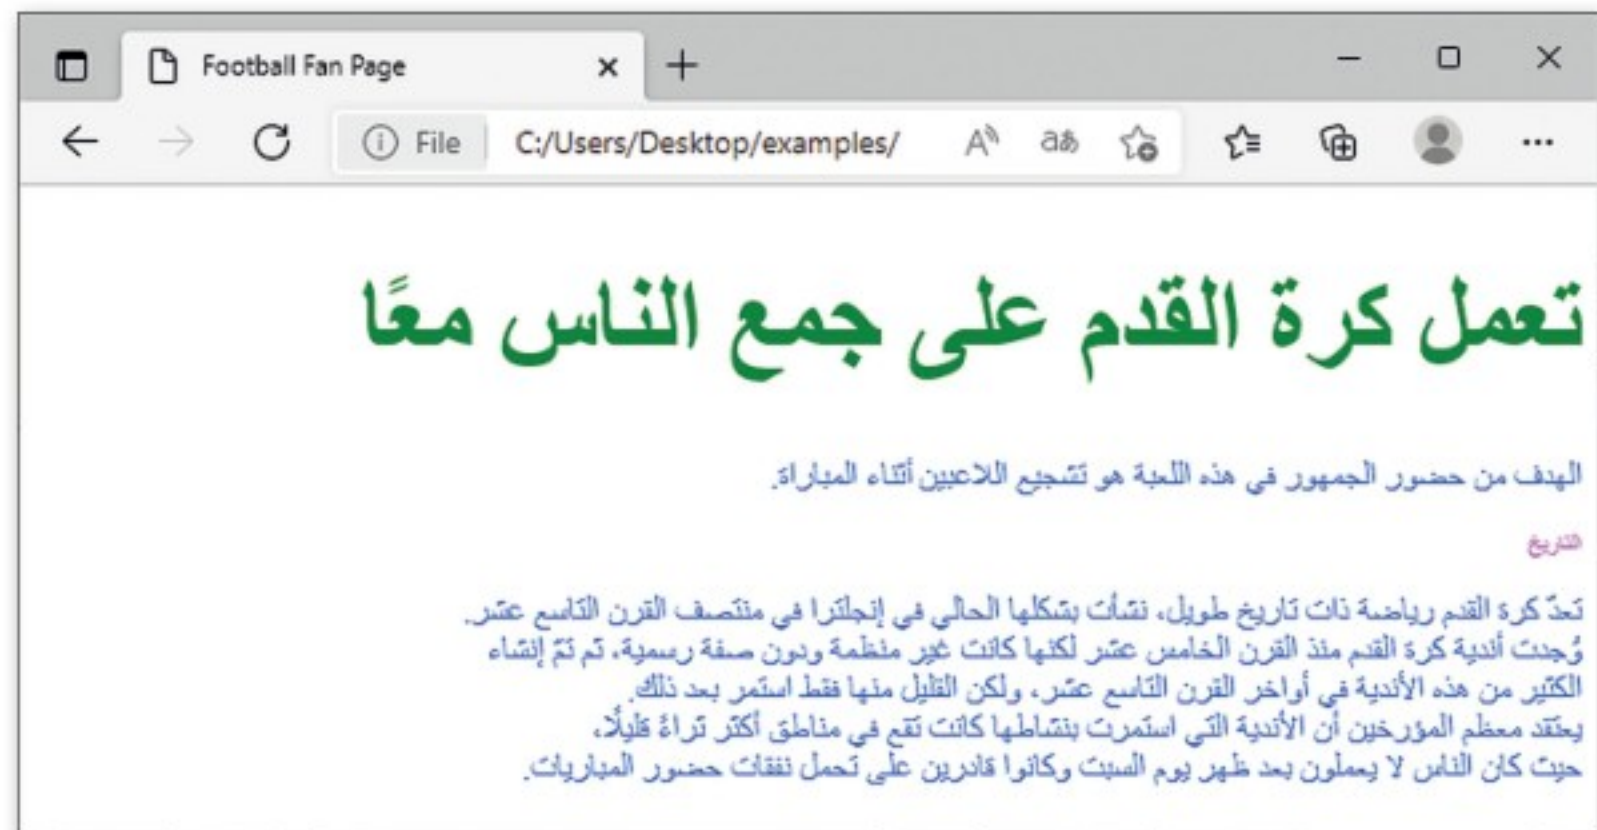 Football Fan Page
File C:/Users/Desktop/examples/
تعمل كرة القدم على جمع الناس معًا
الهدف من حضور الجمهور في هذه اللعبة هو تشجيع اللاعبين أثناء المباراة.
التاريخ
تعدّ كرة القدم رياضة ذات تاريخ طويل، نشأت بشكلها الحالي في إنجلترا في منتصف القرن التاسع عشر.
وُجدت أندية كرة القدم منذ القرن الخامس عشر لكنها كانت غير منظمة ودون صفة رسمية، ثم تمّ إنشاء
الكثير من هذه الأندية في أواخر القرن التاسع عشر، ولكن القليل منها فقط استمر بعد ذلك.
يعتقد معظم المؤرخين أن الأندية التي استمرت بنشاطها كانت تقع في مناطق أكثر ثراءً قليلًا،
حيث كان الناس لا يعملون بعد ظهر يوم السبت وكانوا قادرين على تحمل نفقات حضور المباريات.